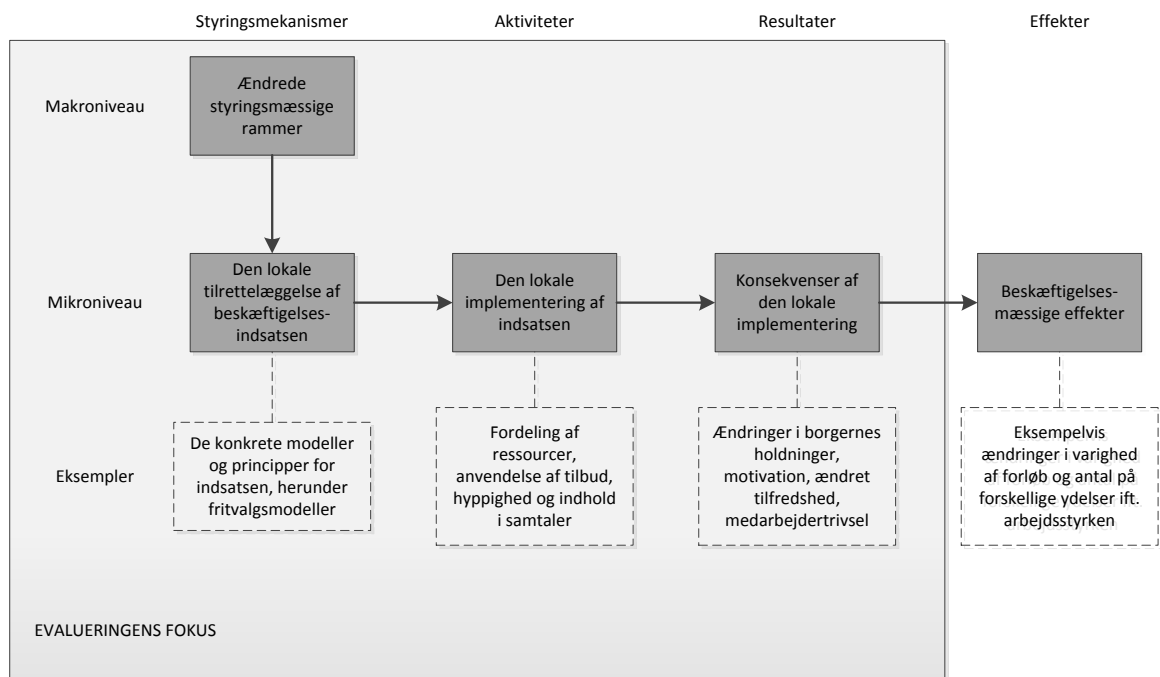 Styringsmekanismer
Aktiviteter
Resultater
Effekter
Makroniveau
Ændrede
styringsmæssige
rammer
Mikroniveau
Den lokale
tilrettelæggelse af
beskæftigelses-
indsatsen
Den lokale
implementering af
indsatsen
Konsekvenser af
den lokale
implementering
Beskæftigelses-
mæssige effekter
Eksempler
De konkrete modeller
og principper for
indsatsen, herunder
fritvalgsmodeller
Fordeling af
ressourcer,
anvendelse af tilbud,
hyppighed og indhold
i samtaler
Ændringer i borgernes
holdninger,
motivation, ændret
tilfredshed,
medarbejdertrivsel
Eksempelvis
ændringer i varighed
af forløb og antal på
forskellige ydelser ift.
arbejdsstyrken
EVALUERINGENS FOKUS